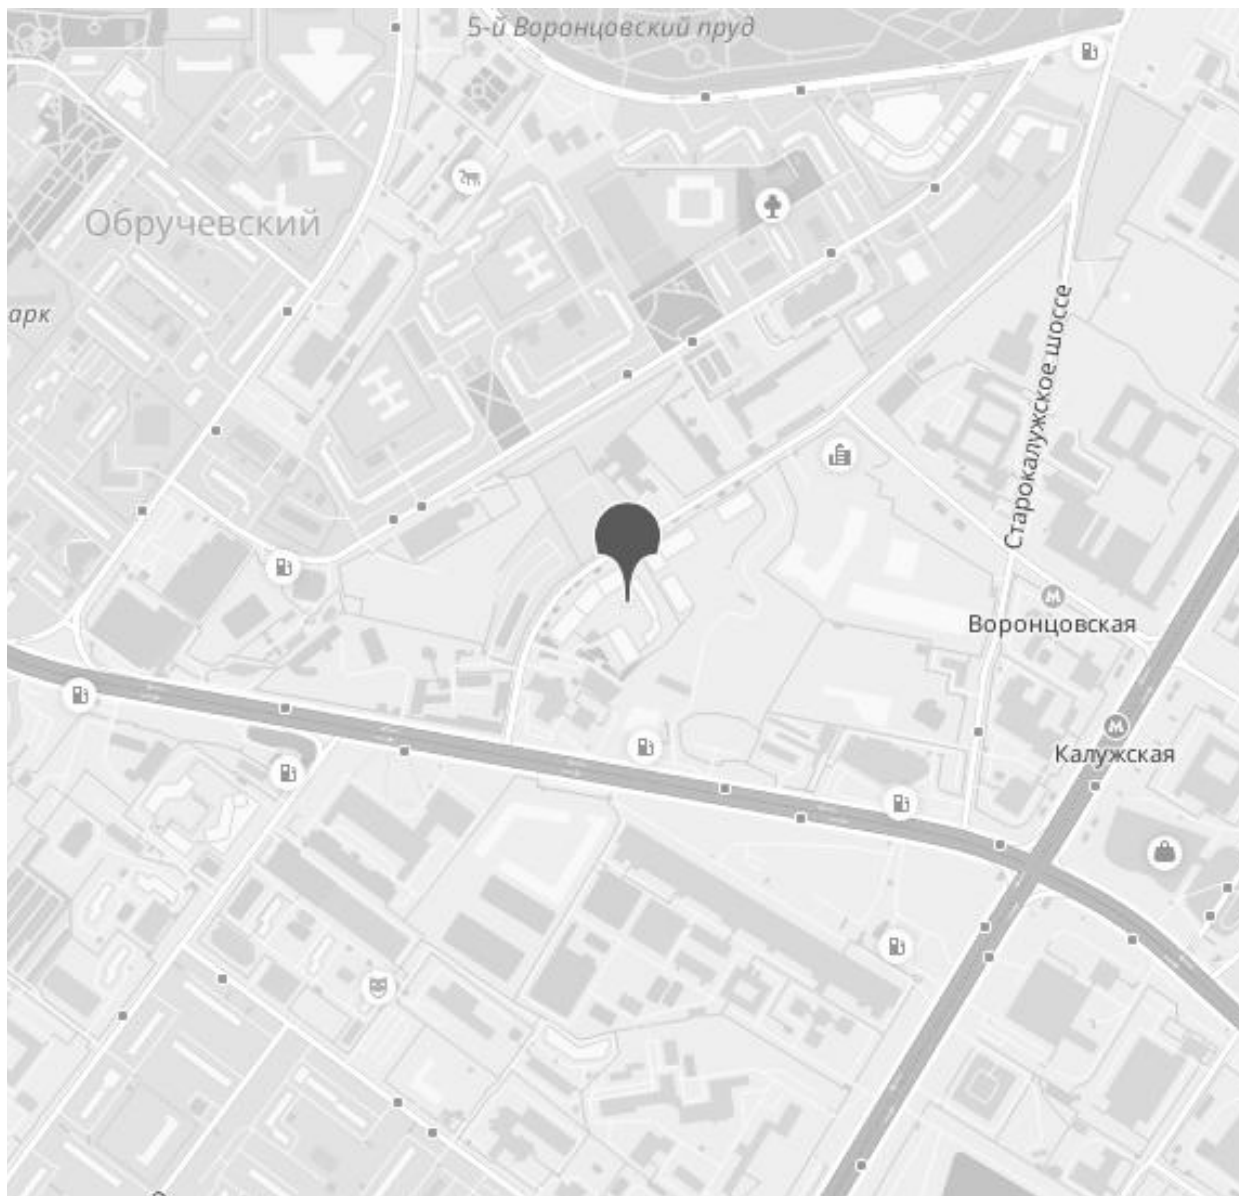 5-й Воронцовский пруд
Обручевский
арк
Старокалужское шоссе
Воронцовская
Калужская